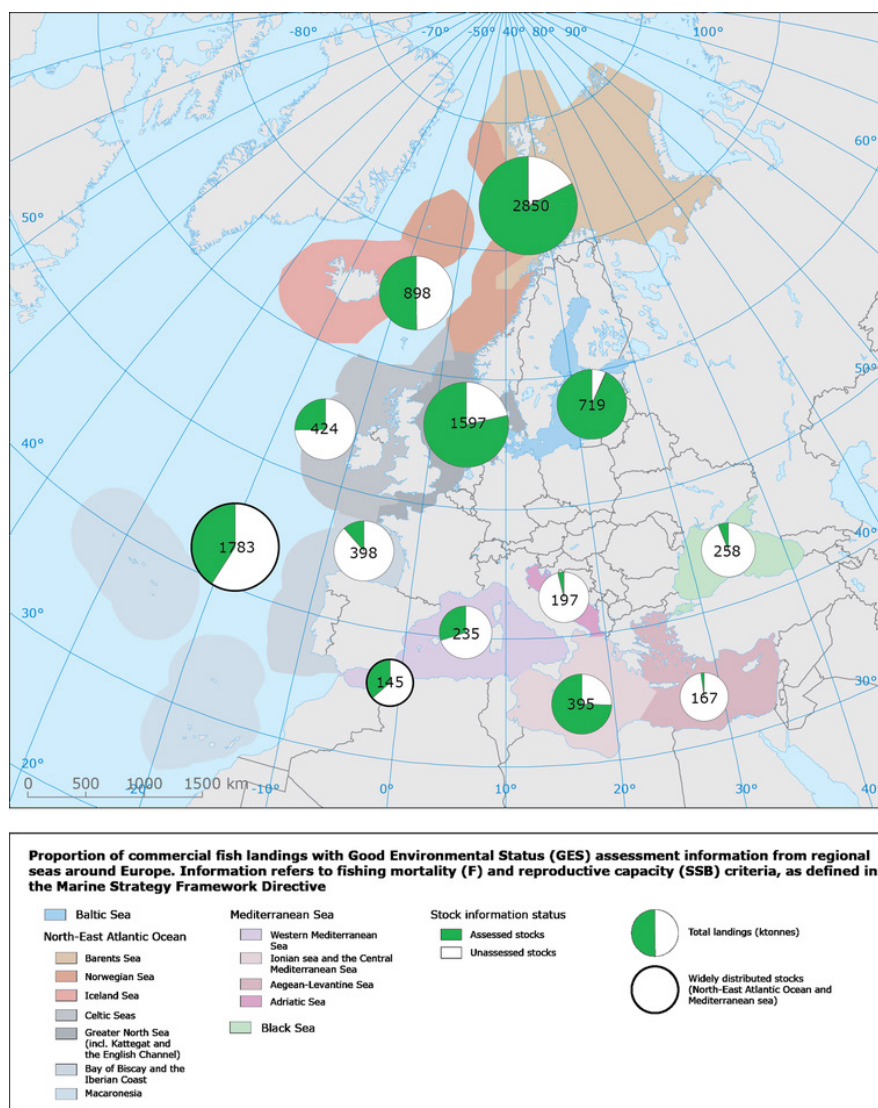 -80° -70° -50° 40° 80° 90° 100°
60°
50°
50°
40°
40°
30°
30°
20° -20° -10° 0° 10° 20° 30° 40°
2850
898
719
1597
424
1783
398
258
197
235
145
395
167
0 500 1000 1500 km
Proportion of commercial fish landings with Good Environmental Status (GES) assessment information from regional
seas around Europe. Information refers to fishing mortality (F) and reproductive capacity (SSB) criteria, as defined in
the Marine Strategy Framework Directive
Baltic Sea
North-East Atlantic Ocean
Barents Sea
Norwegian Sea
Iceland Sea
Celtic Seas
Greater North Sea
(incl. Kattegat and
the English Channel)
Bay of Biscay and the
Iberian Coast
Macaronesia
Mediterranean Sea
Western Mediterranean
Sea
Ionian sea and the Central
Mediterranean Sea
Aegean-Levantine Sea
Adriatic Sea
Black Sea
Stock information status
Assessed stocks
Unassessed stocks
Total landings (ktonnes)
Widely distributed stocks
(North-East Atlantic Ocean and
Mediterranean sea)